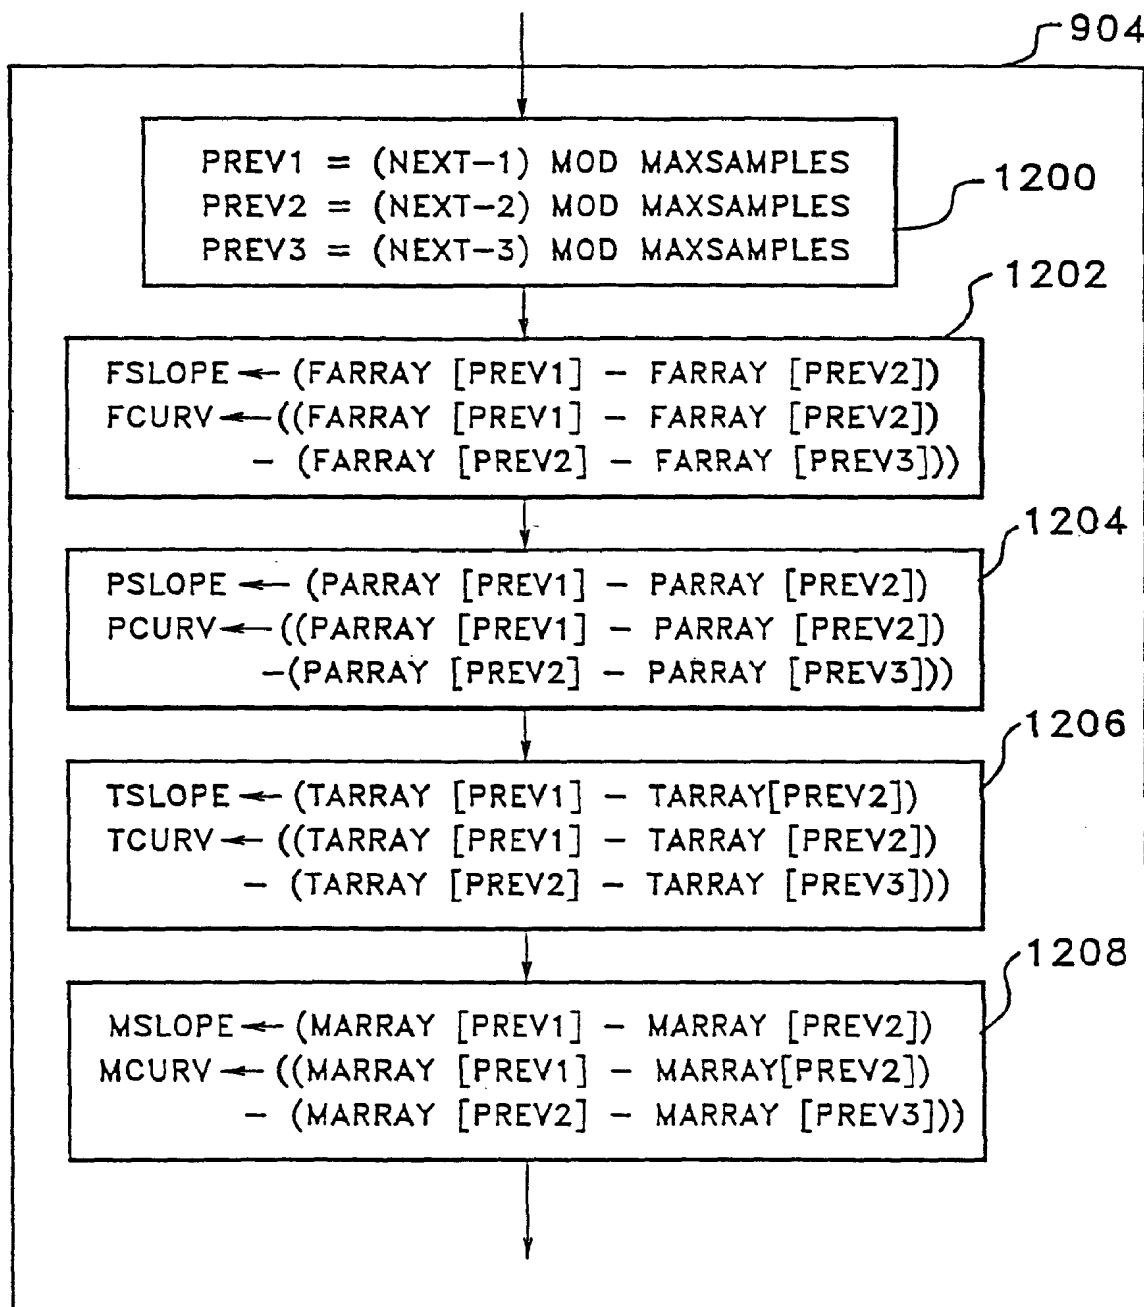 904
PREV1 = (NEXT-1) MOD MAXSAMPLES
PREV2 = (NEXT-2) MOD MAXSAMPLES
PREV3 = (NEXT-3) MOD MAXSAMPLES
1200
1202
FSLOPE ← (FARRAY [PREV1] - FARRAY [PREV2])
FCURV ← ((FARRAY [PREV1] - FARRAY [PREV2])
- (FARRAY [PREV2] - FARRAY [PREV3]))
1204
PSLOPE ← (PARRAY [PREV1] - PARRAY [PREV2])
PCURV ← ((PARRAY [PREV1] - PARRAY [PREV2])
-(PARRAY [PREV2] - PARRAY [PREV3]))
1206
TSLOPE ← (TARRAY [PREV1] - TARRAY[PREV2])
TCURV ← ((TARRAY [PREV1] - TARRAY [PREV2])
- (TARRAY [PREV2] - TARRAY [PREV3]))
1208
MSLOPE ← (MARRAY [PREV1] - MARRAY [PREV2])
MCURV ← ((MARRAY [PREV1] - MARRAY[PREV2])
- (MARRAY [PREV2] - MARRAY [PREV3]))